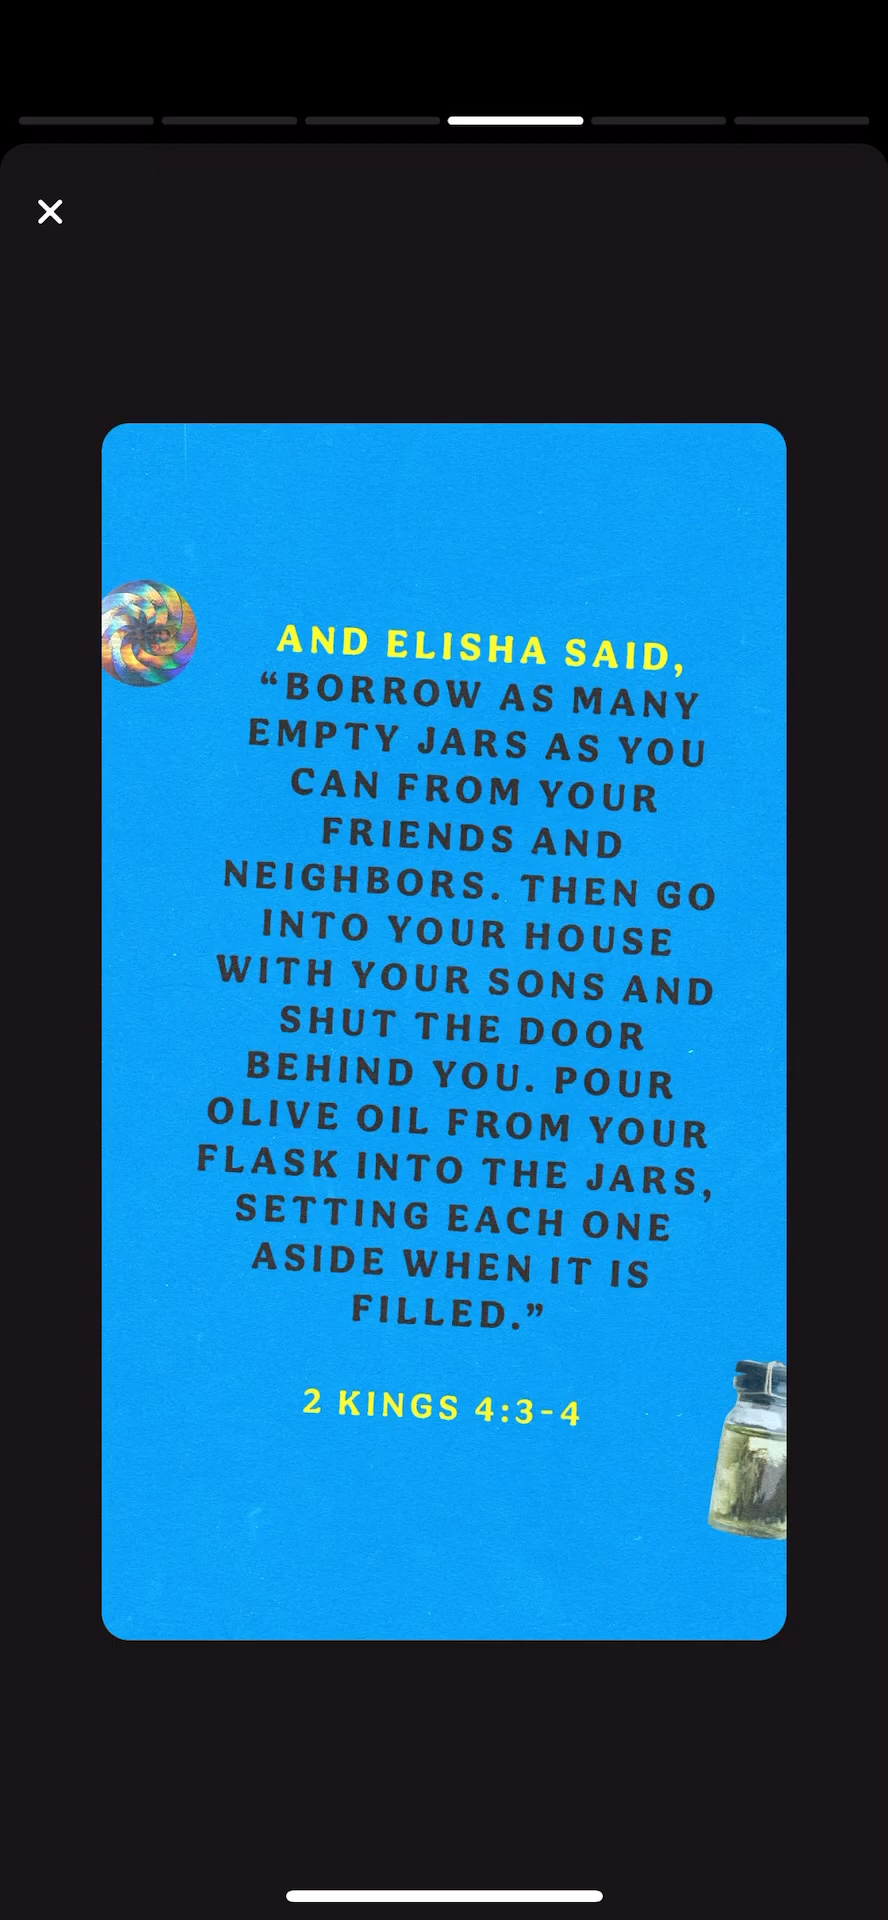 AND ELISHA SAID,
“BORROW AS MANY
EMPTY JARS AS YOU
CAN FROM YOUR
FRIENDS AND
NEIGHBORS. THEN GO
INTO YOUR HOUSE
WITH YOUR SONS AND
SHUT THE DOOR
BEHIND YOU. POUR
OLIVE OIL FROM YOUR
FLASK INTO THE JARS,
SETTING EACH ONE
ASIDE WHEN IT IS
FILLED.”
2 KINGS 4:3-4